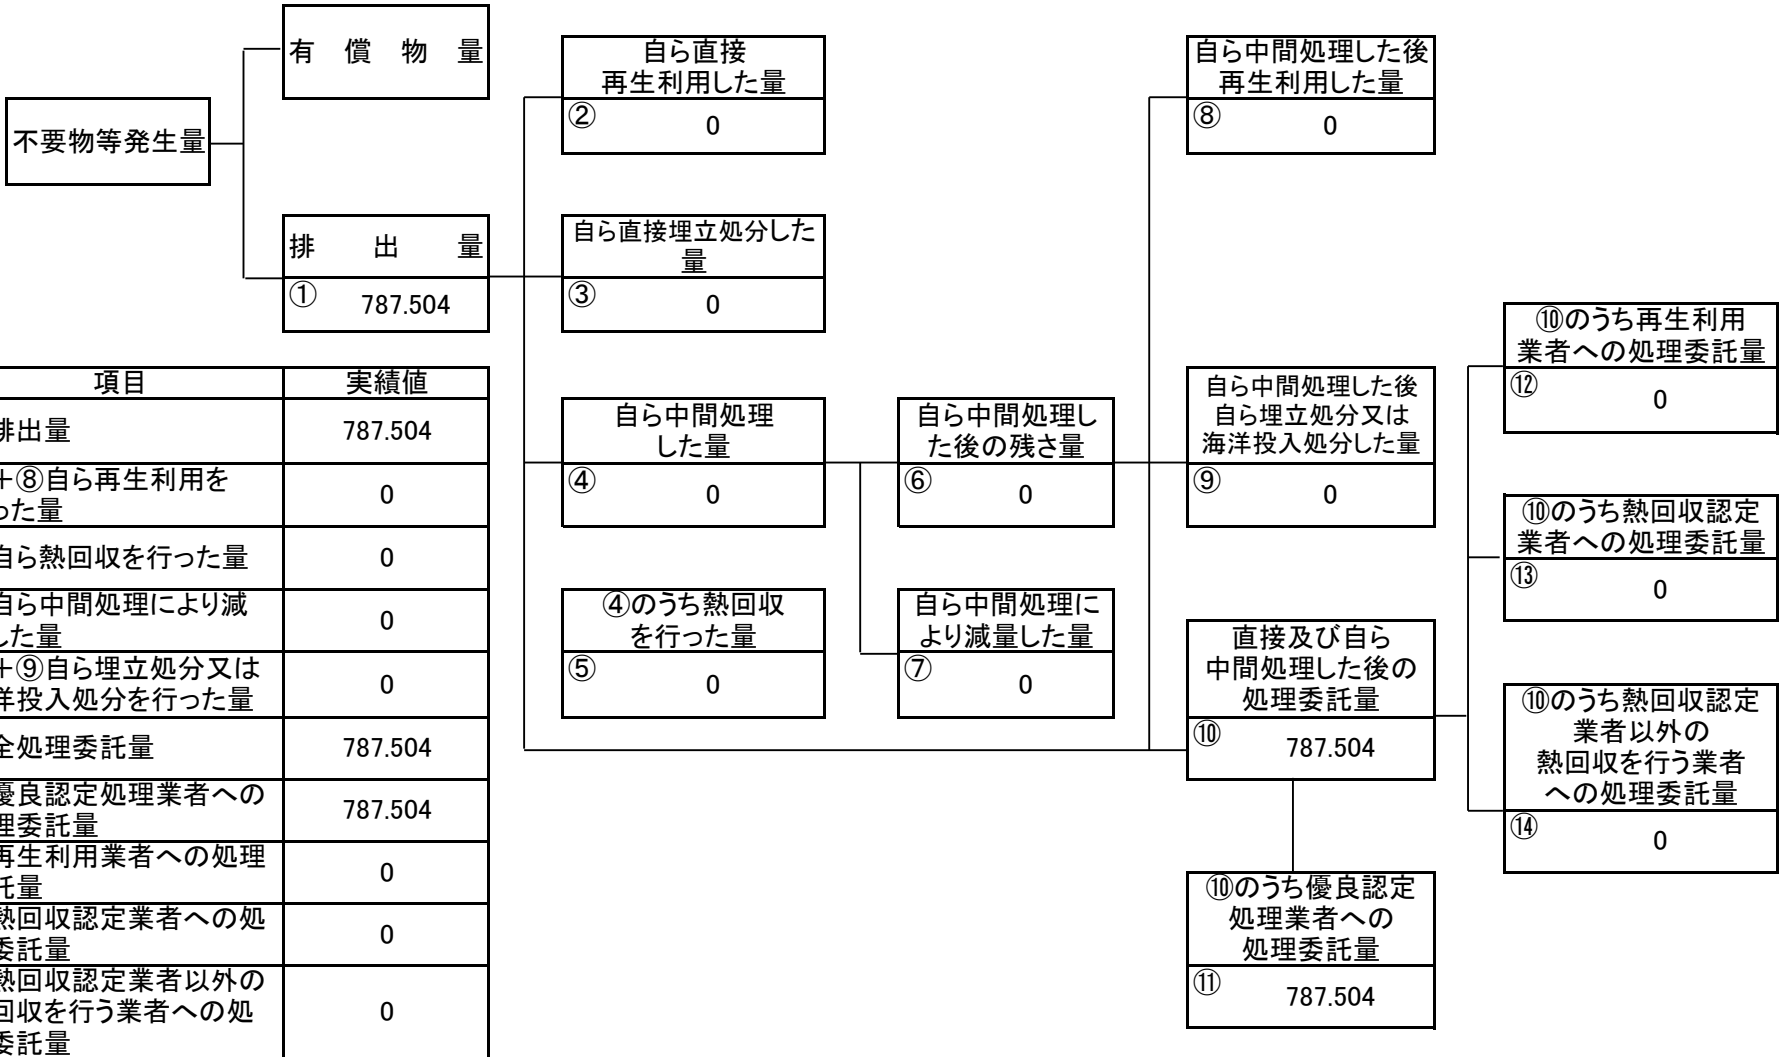 有償物量
不要物等発生量
排出量
① 787.504
自ら直接
再生利用した量
② 0
自ら直接埋立処分した
量
③ 0
自ら中間処理
した量
④ 0
④のうち熱回収
を行った量
⑤ 0
自ら中間処理し
た後の残さ量
⑥ 0
自ら中間処理に
より減量した量
⑦ 0
自ら中間処理した後
再生利用した量
⑧ 0
自ら中間処理した後
自ら埋立処分又は
海洋投入処分した量
⑨ 0
直接及び自ら
中間処理した後の
処理委託量
⑩ 787.504
⑩のうち優良認定
処理業者への
処理委託量
⑪ 787.504
⑩のうち再生利用
業者への処理委託量
⑫ 0
⑩のうち熱回収認定
業者への処理委託量
⑬ 0
⑩のうち熱回収認定
業者以外の
熱回収を行う業者
への処理委託量
⑭ 0
項目 実績値
排出量 787.504
+⑧自ら再生利用を
った量 0
自ら熱回収を行った量 0
自ら中間処理により減
した量 0
+⑨自ら埋立処分又は
洋投入処分を行った量 0
全処理委託量 787.504
優良認定処理業者への
理委託量 787.504
再生利用業者への処理
託量 0
熱回収認定業者への処
委託量 0
熱回収認定業者以外の
回収を行う業者への処
委託量 0